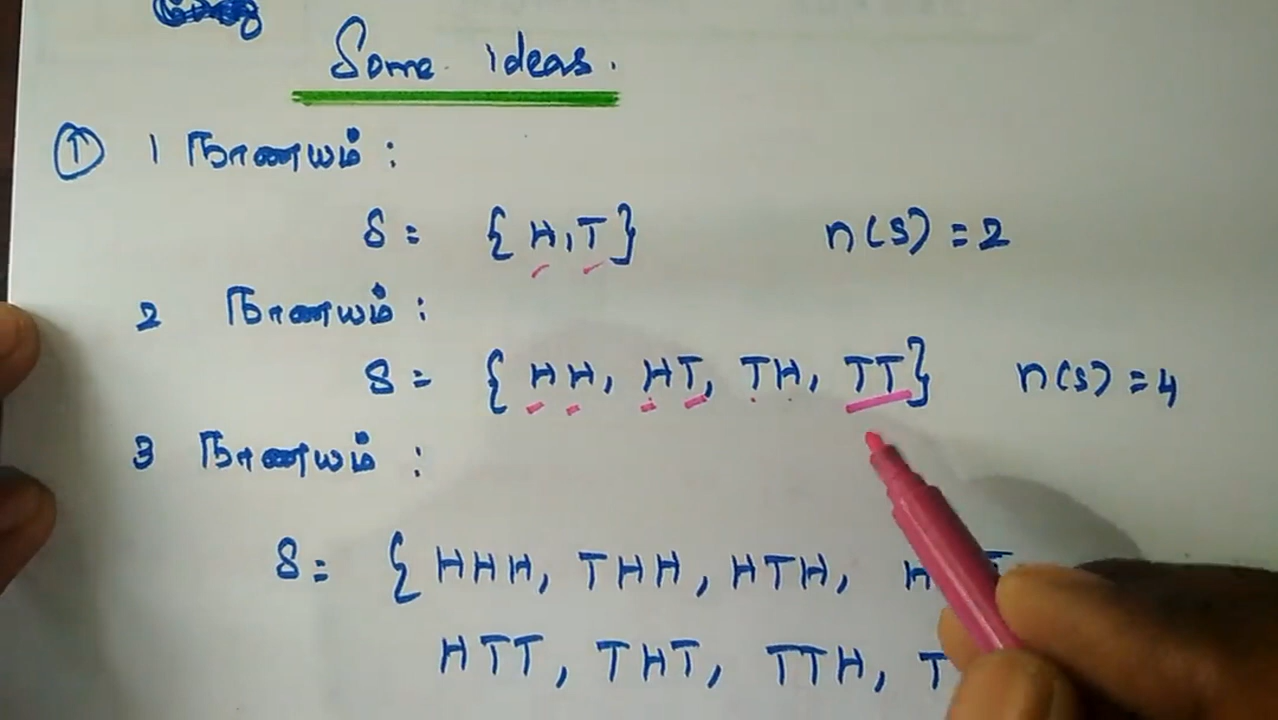 Some ideas.
① 1 நாணயம் :
S = { H, T } n(S) = 2
2 நாணயம் :
S = { HH, HT, TH, TT } n(S) = 4
3 நாணயம் :
S = { HHH, THH, HTH,
HTT, THT, TTH,